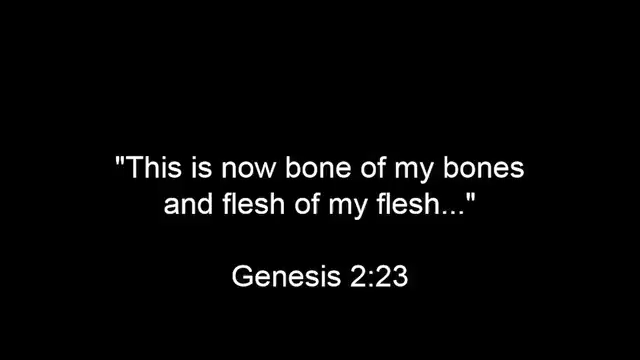 "This is now bone of my bones
and flesh of my flesh..."
Genesis 2:23